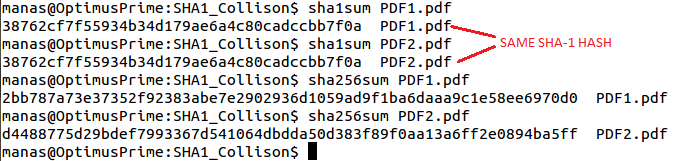 manas@OptimusPrime:SHA1_Collison$ sha1sum PDF1.pdf
38762cf7f55934b34d179ae6a4c80cadccbb7f0a  PDF1.pdf
manas@OptimusPrime:SHA1_Collison$ sha1sum PDF2.pdf
SAME SHA-1 HASH
38762cf7f55934b34d179ae6a4c80cadccbb7f0a  PDF2.pdf
manas@OptimusPrime:SHA1_Collison$ sha256sum PDF1.pdf
2bb787a73e37352f92383abe7e2902936d1059ad9f1ba6daaa9c1e58ee6970d0  PDF1.pdf
manas@OptimusPrime:SHA1_Collison$ sha256sum PDF2.pdf
d4488775d29bdef7993367d541064dbdda50d383f89f0aa13a6ff2e0894ba5ff  PDF2.pdf
manas@OptimusPrime:SHA1_Collison$